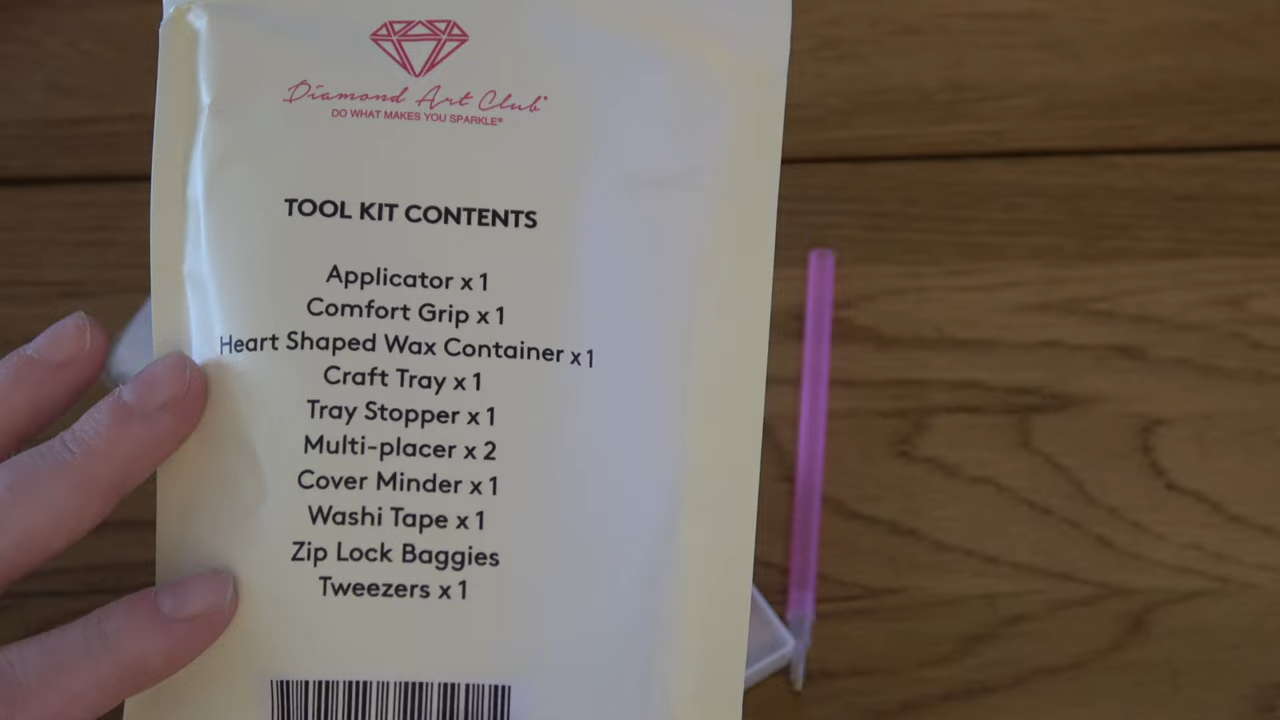 Diamond Art Club®
DO WHAT MAKES YOU SPARKLE®
TOOL KIT CONTENTS
Applicator x 1
Comfort Grip x 1
Heart Shaped Wax Container x 1
Craft Tray x 1
Tray Stopper x 1
Multi-placer x 2
Cover Minder x 1
Washi Tape x 1
Zip Lock Baggies
Tweezers x 1